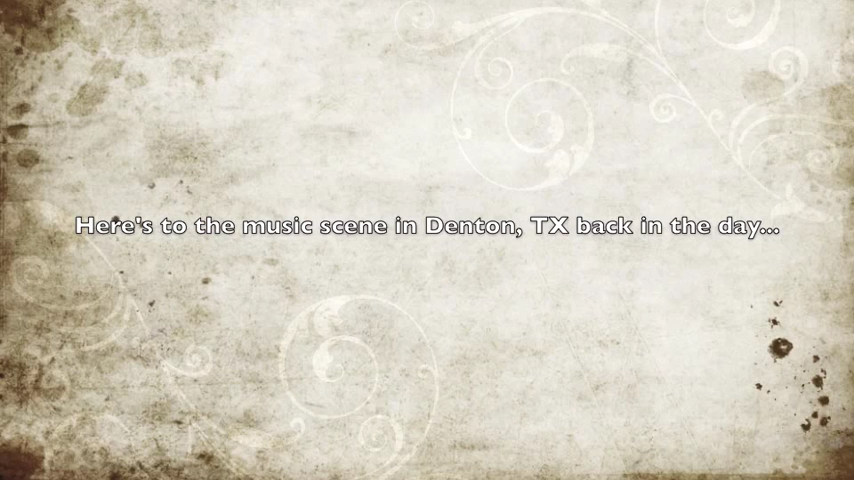 Here's to the music scene in Denton, TX back in the day...